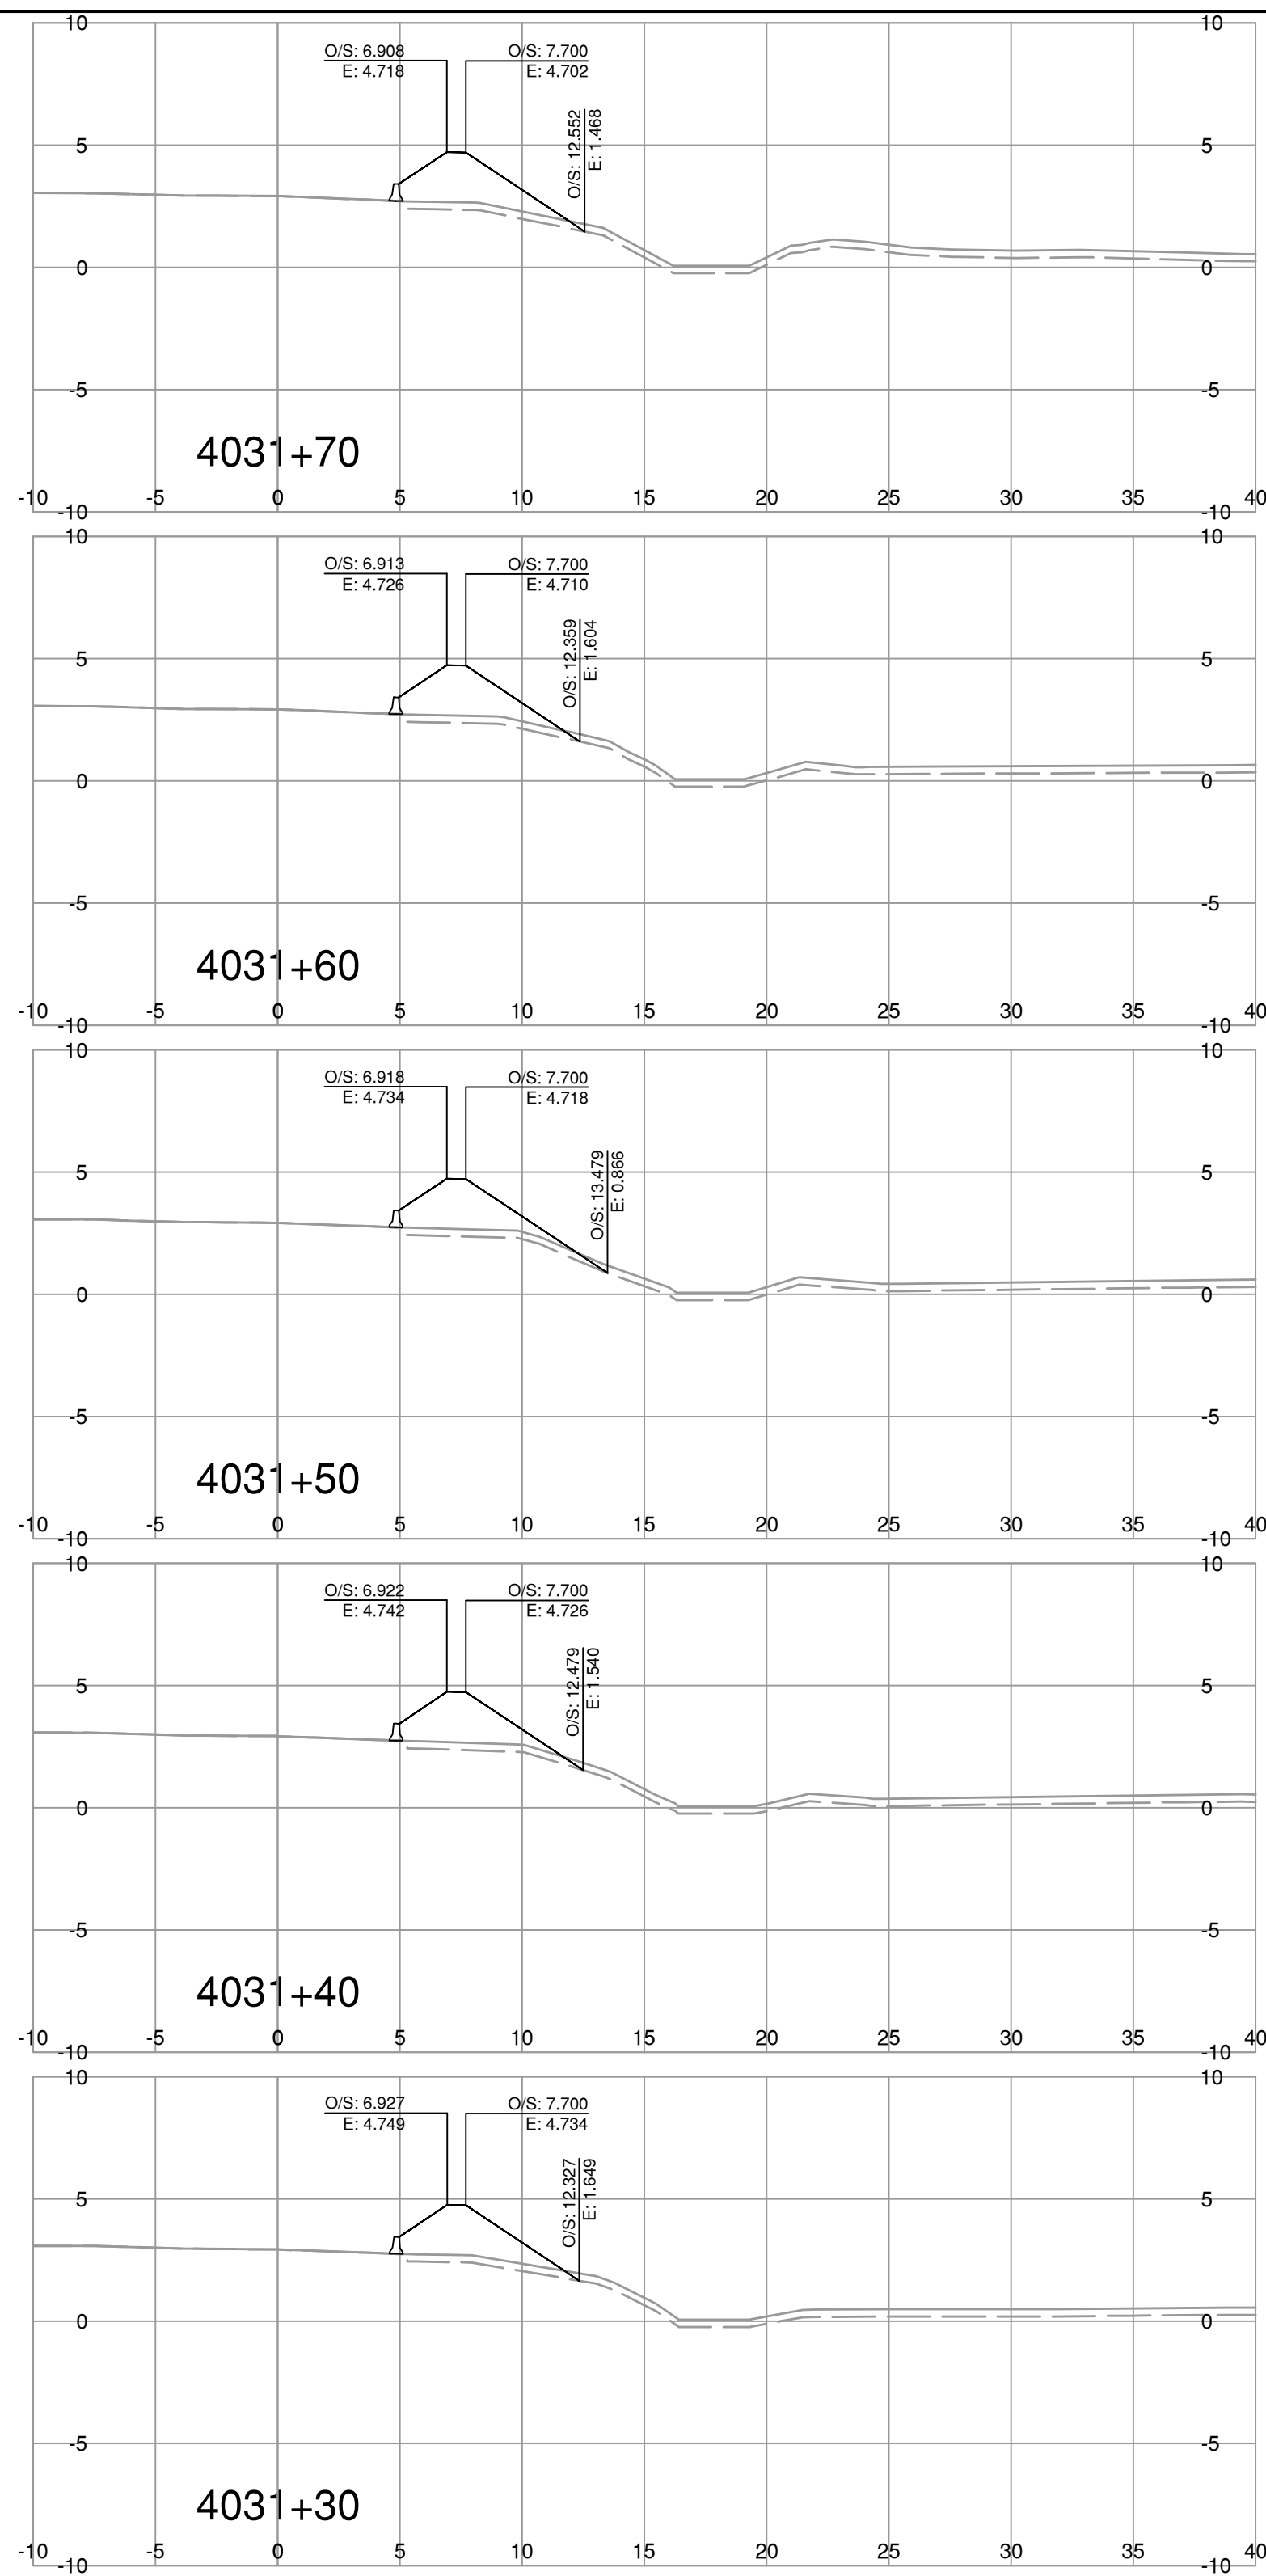 10 10
O/S: 6.908 O/S: 7.700
E: 4.718 E: 4.702
O/S: 12.552
E: 1.468
5 5
0 0
-5 -5
4031+70
-10 -5 0 5 10 15 20 25 30 35 40
-10 -10
10 10
O/S: 6.913 O/S: 7.700
E: 4.726 E: 4.710
O/S: 12.359
E: 1.604
5 5
0 0
-5 -5
4031+60
-10 -5 0 5 10 15 20 25 30 35 40
-10 -10
10 10
O/S: 6.918 O/S: 7.700
E: 4.734 E: 4.718
O/S: 13.479
E: 0.866
5 5
0 0
-5 -5
4031+50
-10 -5 0 5 10 15 20 25 30 35 40
-10 -10
10 10
O/S: 6.922 O/S: 7.700
E: 4.742 E: 4.726
O/S: 12.479
E: 1.540
5 5
0 0
-5 -5
4031+40
-10 -5 0 5 10 15 20 25 30 35 40
-10 -10
10 10
O/S: 6.927 O/S: 7.700
E: 4.749 E: 4.734
O/S: 12.327
E: 1.649
5 5
0 0
-5 -5
4031+30
-10 -5 0 5 10 15 20 25 30 35 40
-10 -10